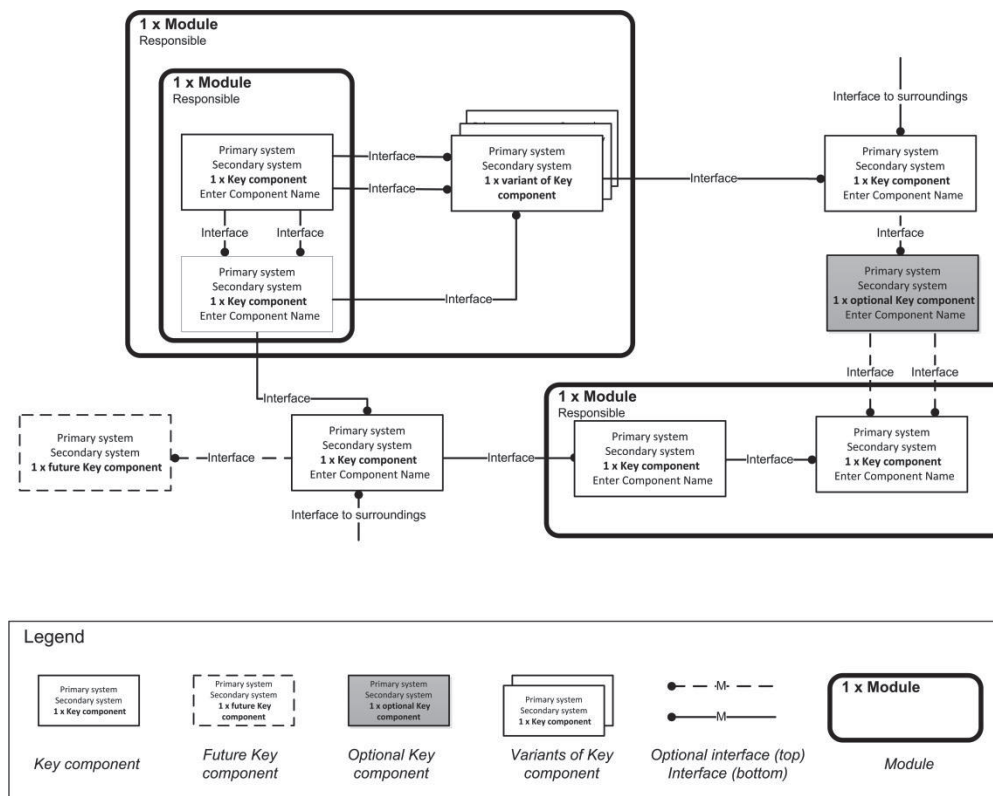 1 x Module
Responsible
1 x Module
Responsible
Primary system
Secondary system
1 x Key component
Enter Component Name
Interface
Interface
Primary system
Secondary system
1 x variant of Key
component
Interface
Interface to surroundings
Primary system
Secondary system
1 x Key component
Enter Component Name
Interface
Interface
Interface
Primary system
Secondary system
1 x Key component
Enter Component Name
Interface
Primary system
Secondary system
1 x optional Key component
Enter Component Name
Interface
Interface
Interface
1 x Module
Responsible
Primary system
Secondary system
1 x future Key component
Interface
Primary system
Secondary system
1 x Key component
Enter Component Name
Interface
Primary system
Secondary system
1 x Key component
Enter Component Name
Interface
Primary system
Secondary system
1 x Key component
Enter Component Name
Interface to surroundings
Legend
Primary system
Secondary system
1 x Key component
Key component
Primary system
Secondary system
1 x future Key
component
Future Key
component
Primary system
Secondary system
1 x optional Key
component
Optional Key
component
Primary system
Secondary system
1 x Key component
Variants of Key
component
M
M
Optional interface (top)
Interface (bottom)
1 x Module
Module